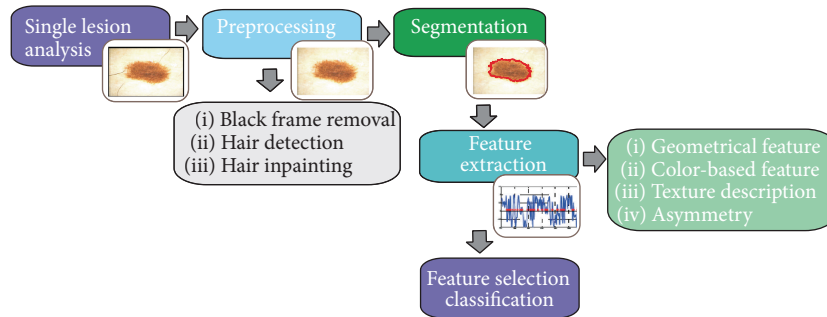 Single lesion
analysis
Preprocessing
Segmentation
(i) Black frame removal
(ii) Hair detection
(iii) Hair inpainting
Feature
extraction
(i) Geometrical feature
(ii) Color-based feature
(iii) Texture description
(iv) Asymmetry
Feature selection
classification